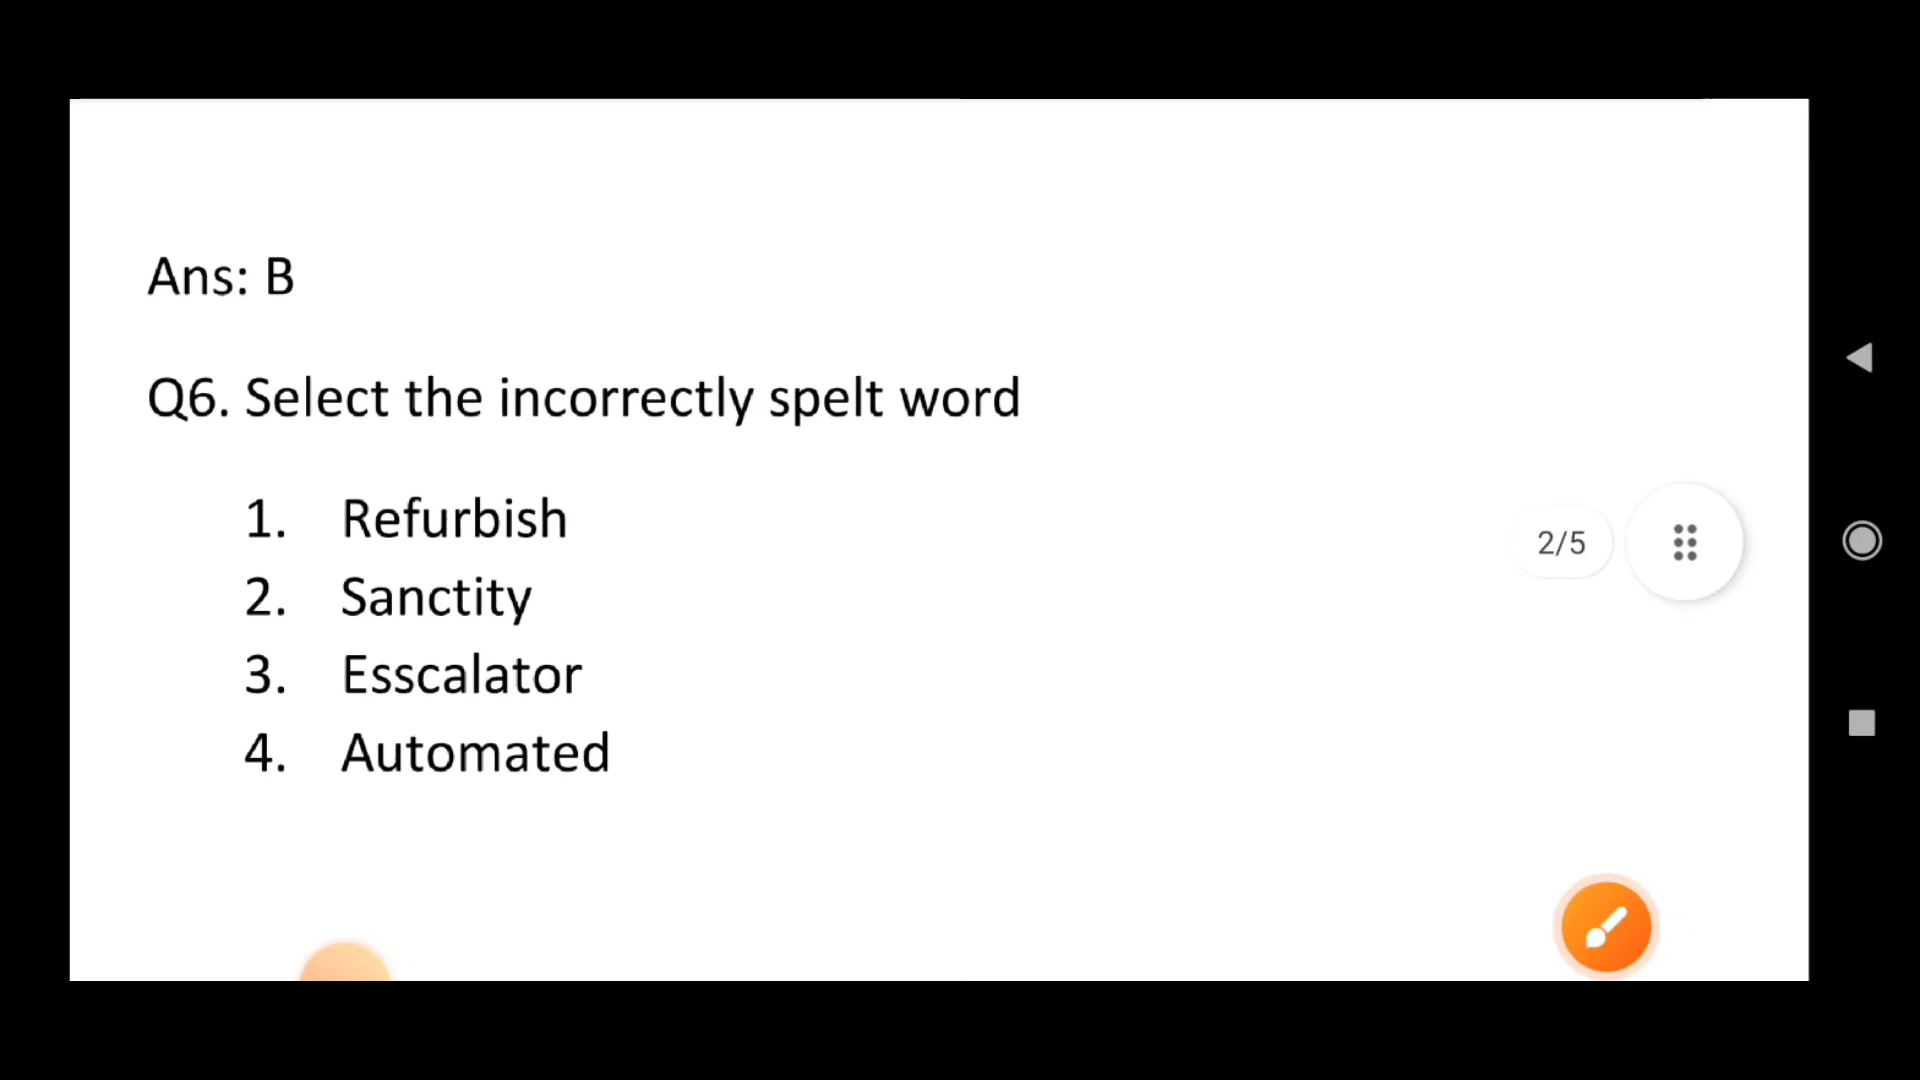 Ans: B
Q6. Select the incorrectly spelt word
1. Refurbish
2. Sanctity
3. Esscalator
4. Automated
2/5